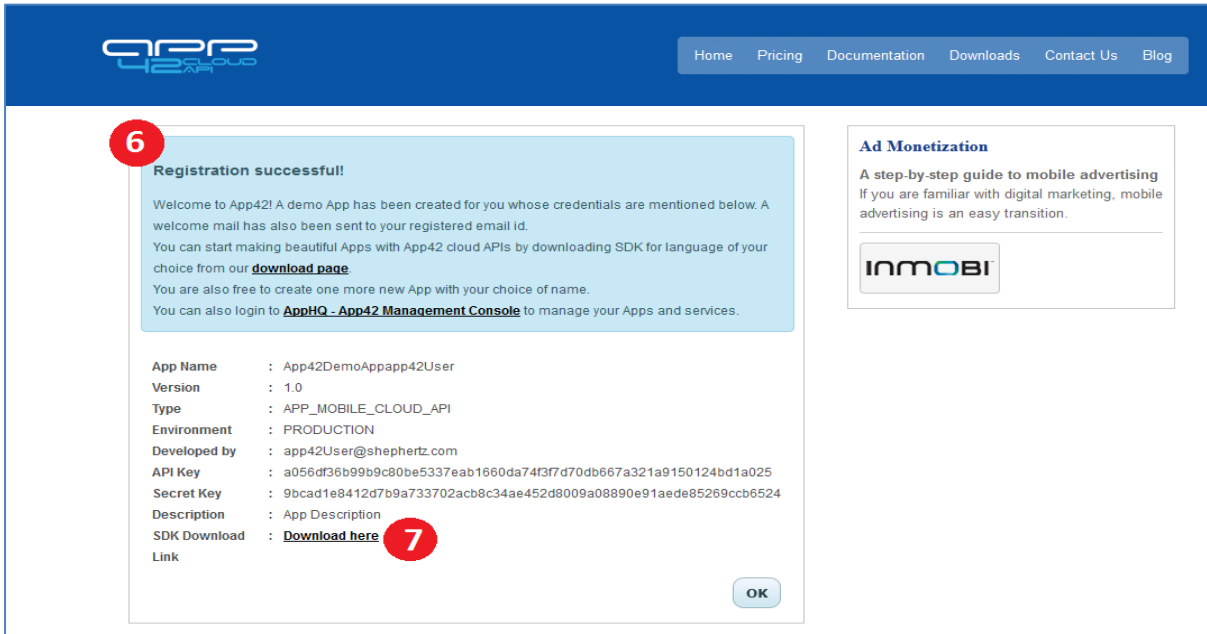 APP
42 CLOUD
API
Home Pricing Documentation Downloads Contact Us Blog
6
Registration successful!
Welcome to App42! A demo App has been created for you whose credentials are mentioned below. A
welcome mail has also been sent to your registered email id.
You can start making beautiful Apps with App42 cloud APIs by downloading SDK for language of your
choice from our download page.
You are also free to create one more new App with your choice of name.
You can also login to AppHQ - App42 Management Console to manage your Apps and services.
App Name : App42DemoAppapp42User
Version : 1.0
Type : APP_MOBILE_CLOUD_API
Environment : PRODUCTION
Developed by : app42User@shephertz.com
API Key : a056df36b99b9c80be5337eab1660da74f3f7d70db667a321a9150124bd1a025
Secret Key : 9bcad1e8412d7b9a733702acb8c34ae452d8009a08890e91aede85269ccb6524
Description : App Description
SDK Download : Download here 7
Link
OK
Ad Monetization
A step-by-step guide to mobile advertising
If you are familiar with digital marketing, mobile
advertising is an easy transition.
INMOBI